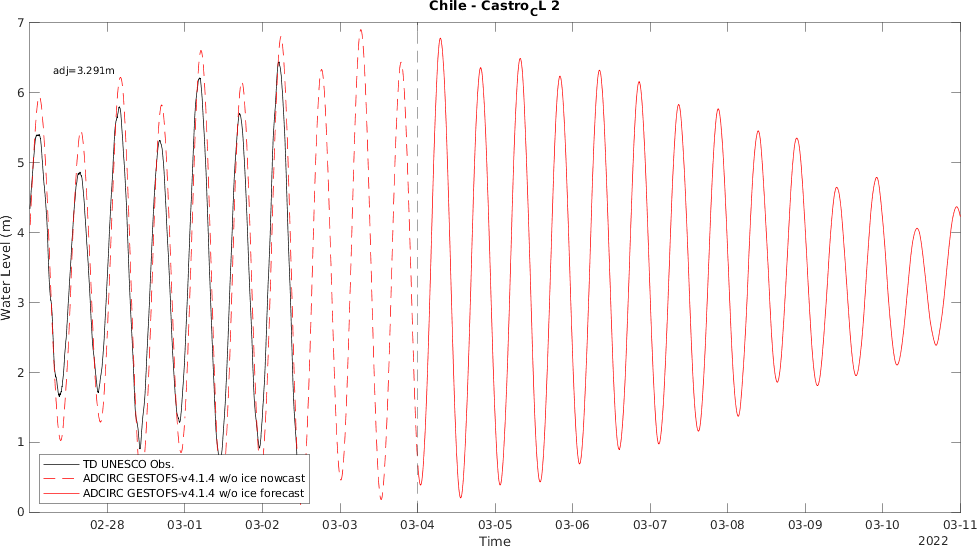 Chile - CastroCL 2
7
6
5
4
3
2
1
0
Water Level (m)
adj=3.291m
TD UNESCO Obs.
ADCIRC GESTOFS-v4.1.4 w/o ice nowcast
ADCIRC GESTOFS-v4.1.4 w/o ice forecast
02-28 03-01 03-02 03-03 03-04 03-05 03-06 03-07 03-08 03-09 03-10 03-11
Time
2022